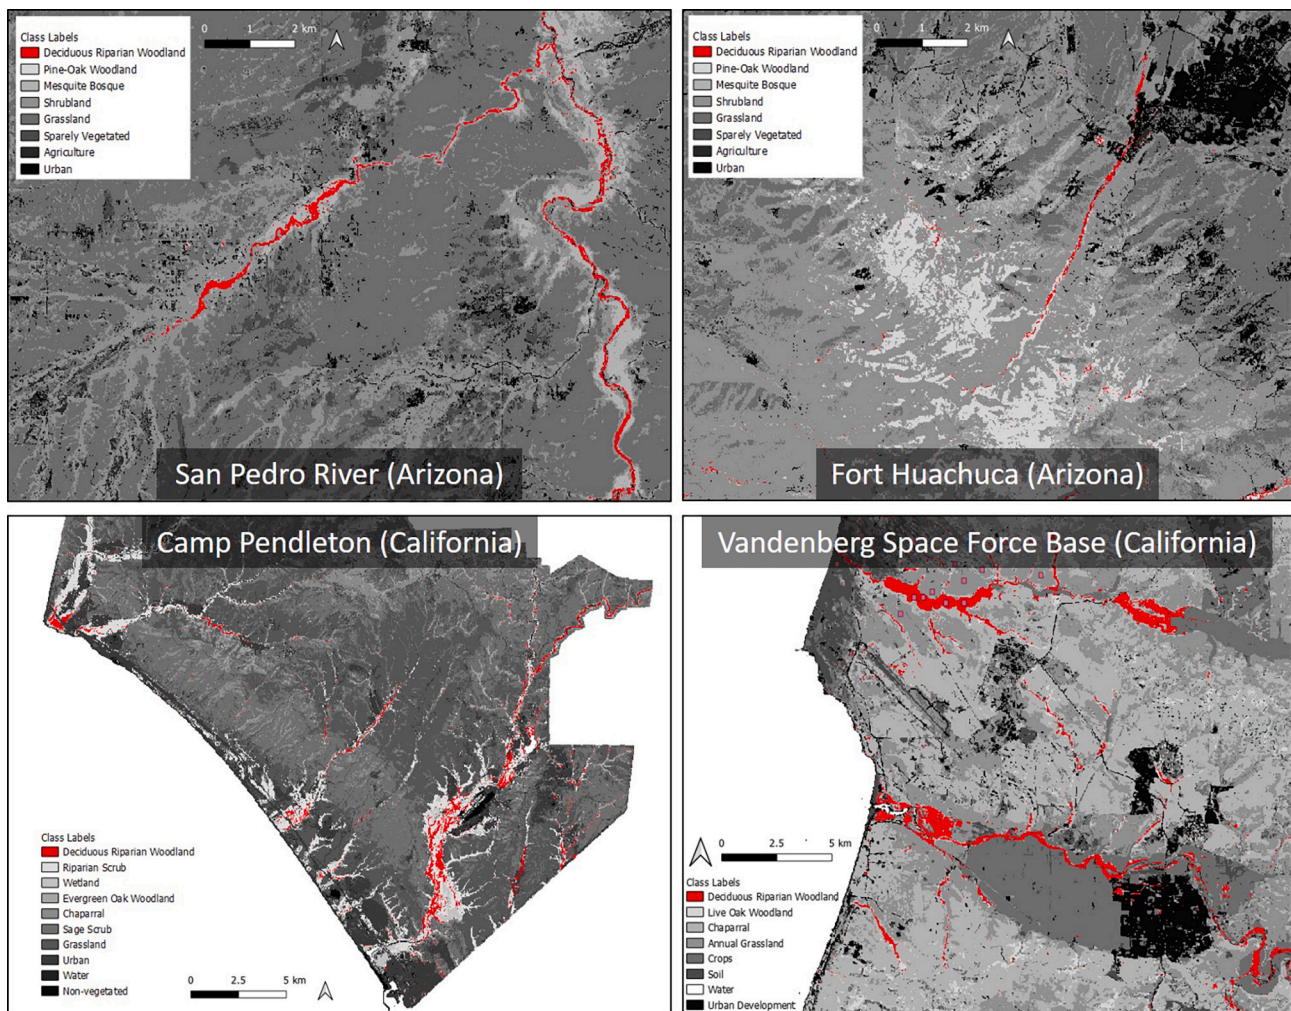 0 1 2 km
Class Labels
Deciduous Riparian Woodland
Pine-Oak Woodland
Mesquite Bosque
Shrubland
Grassland
Sparely Vegetated
Agriculture
Urban
San Pedro River (Arizona)
0 1 2 km
Class Labels
Deciduous Riparian Woodland
Pine-Oak Woodland
Mesquite Bosque
Shrubland
Grassland
Sparely Vegetated
Agriculture
Urban
Fort Huachuca (Arizona)
Camp Pendleton (California)
Class Labels
Deciduous Riparian Woodland
Riparian Scrub
Wetland
Evergreen Oak Woodland
Chaparral
Sage Scrub
Grassland
Urban
Water
Non-vegetated
0 2.5 5 km
Vandenberg Space Force Base (California)
0 2.5 5 km
Class Labels
Deciduous Riparian Woodland
Live Oak Woodland
Chaparral
Annual Grassland
Crops
Soil
Water
Urban Development